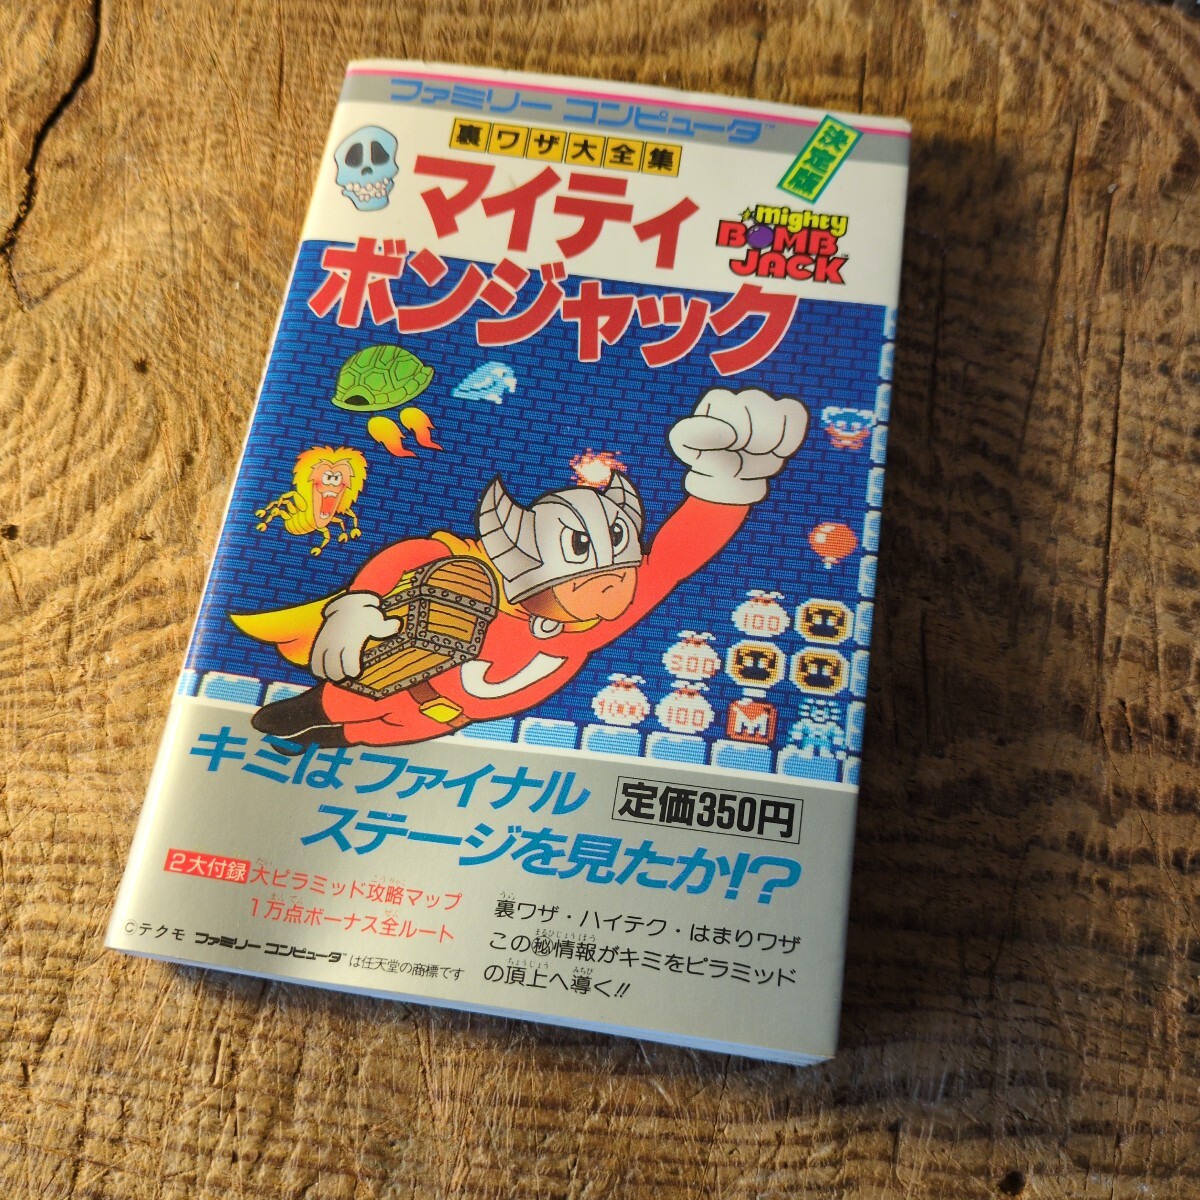 ファミリー コンピュータ™
裏ワザ大全集
決定版
マイティ
ボンジャック
mighty
BOMB
JACK™
100
500
1000
100
M
キミはファイナル
ステージを見たか!?
定価350円
2大付録 大ピラミッド攻略マップ
1万点ボーナス全ルート
裏ワザ・ハイテク・はまりワザ
この㊙情報がキミをピラミッド
の頂上へ導く!!
©テクモ ファミリー コンピュータ™は任天堂の商標です